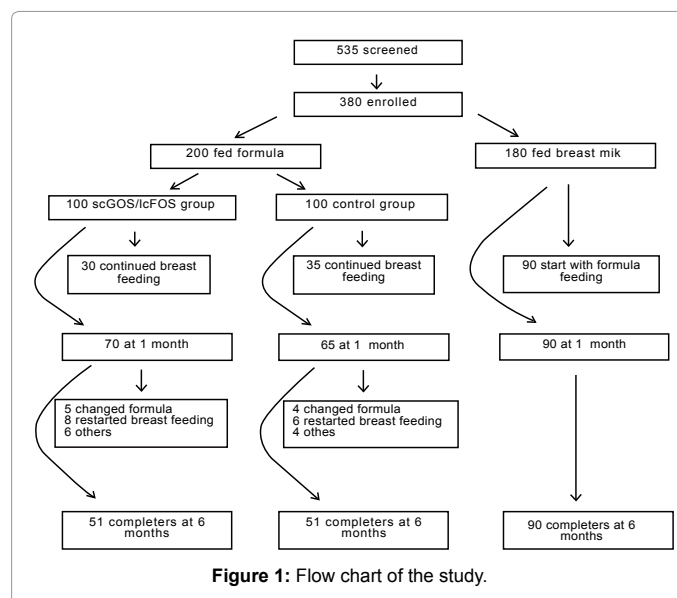 535 screened
380 enrolled
200 fed formula
180 fed breast mik
100 scGOS/lcFOS group
100 control group
30 continued breast
feeding
35 continued breast
feeding
90 start with formula
feeding
70 at 1 month
65 at 1 month
90 at 1 month
5 changed formula
8 restarted breast feeding
6 others
4 changed formula
6 restarted breast feeding
4 othes
51 completers at 6
months
51 completers at 6
months
90 completers at 6
months
Figure 1: Flow chart of the study.